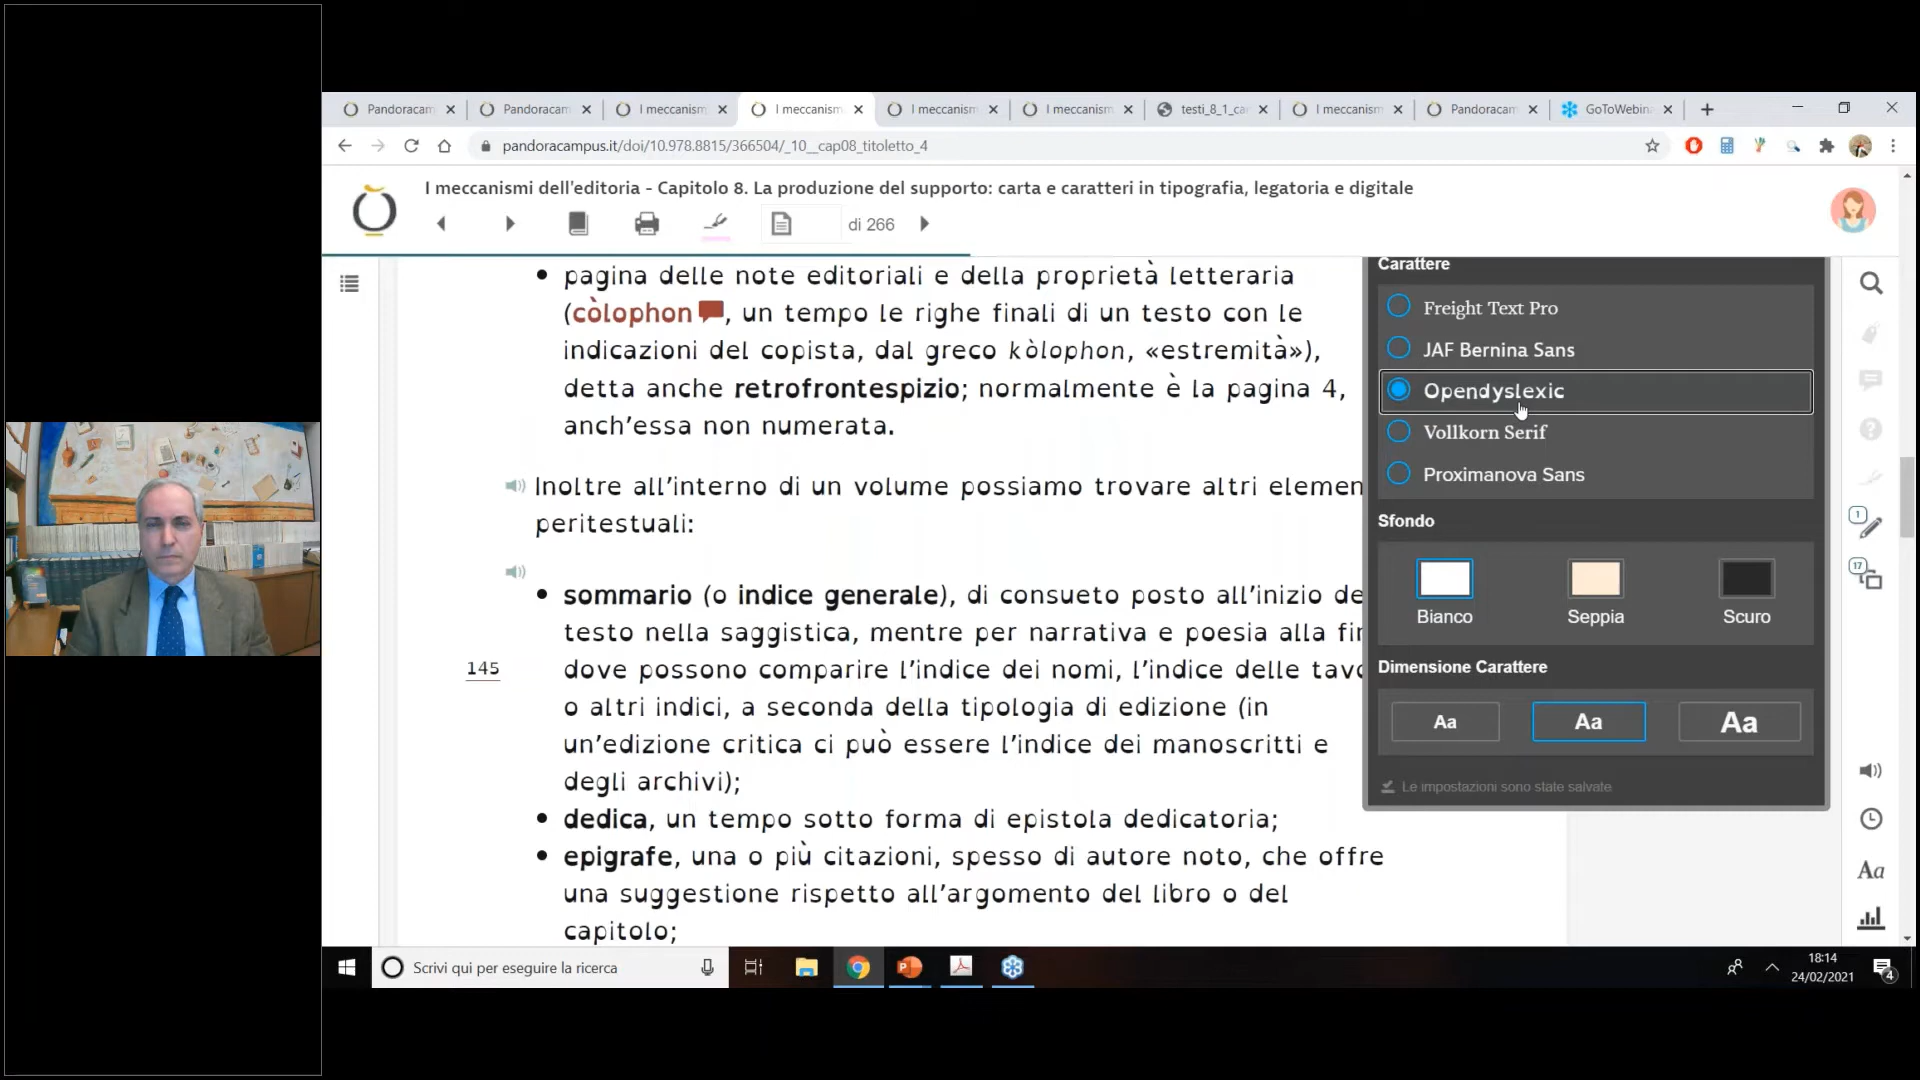 Pandoracam
Pandoracam
I meccanism
I meccanism
I meccanism
I meccanism
testi_8_1_ca
I meccanism
Pandoracam
GoToWebin
pandoracampus.it/doi/10.978.8815/366504/_10__cap08_titoletto_4
I meccanismi dell'editoria - Capitolo 8. La produzione del supporto: carta e caratteri in tipografia, legatoria e digitale
di 266
pagina delle note editoriali e della proprietà letteraria
(còlophon, un tempo le righe finali di un testo con le
indicazioni del copista, dal greco kòlophon, «estremità»),
detta anche retrofrontespizio; normalmente è la pagina 4,
anch'essa non numerata.
Inoltre all'interno di un volume possiamo trovare altri elemen
peritestuali:
sommario (o indice generale), di consueto posto all'inizio de
testo nella saggistica, mentre per narrativa e poesia alla fin
145
dove possono comparire l'indice dei nomi, l'indice delle tavo
o altri indici, a seconda della tipologia di edizione (in
un'edizione critica ci può essere l'indice dei manoscritti e
degli archivi);
dedica, un tempo sotto forma di epistola dedicatoria;
epigrafe, una o più citazioni, spesso di autore noto, che offre
una suggestione rispetto all'argomento del libro o del
capitolo;
Carattere
Freight Text Pro
JAF Bernina Sans
Opendyslexic
Vollkorn Serif
Proximanova Sans
Sfondo
Bianco
Seppia
Scuro
Dimensione Carattere
Aa
Aa
Aa
Le impostazioni sono state salvate
1
17
Aa
Scrivi qui per eseguire la ricerca
18:14
24/02/2021
4